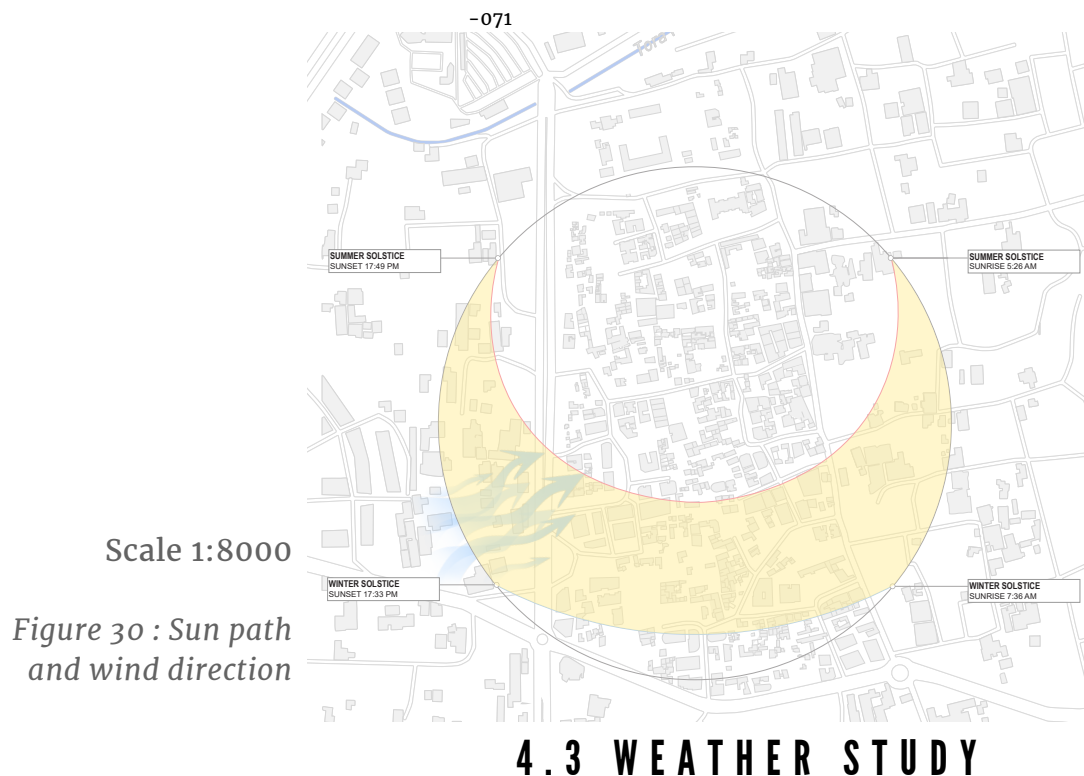 -071
SUMMER SOLSTICE
SUNSET 17:49 PM
SUMMER SOLSTICE
SUNRISE 5:26 AM
Scale 1:8000
WINTER SOLSTICE
SUNSET 17:33 PM
WINTER SOLSTICE
SUNRISE 7:36 AM
Figure 30 : Sun path
and wind direction
4.3 WEATHER STUDY